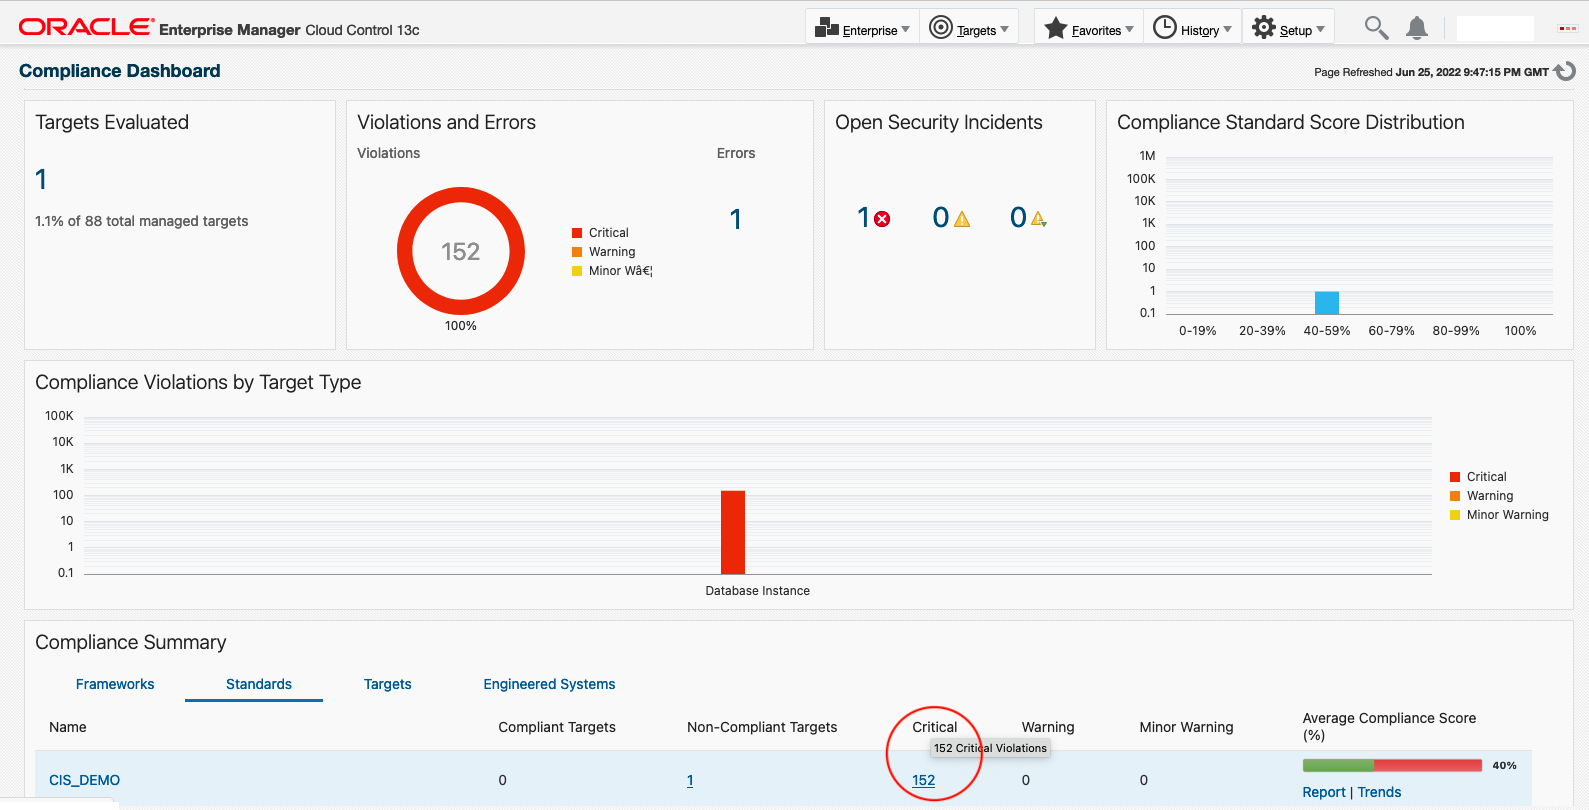 ORACLE Enterprise Manager Cloud Control 13c
Enterprise
Targets
Favorites
History
Setup
Compliance Dashboard
Page Refreshed Jun 25, 2022 9:47:15 PM GMT
Targets Evaluated
1
1.1% of 88 total managed targets
Violations and Errors
Violations
Errors
152
100%
Critical
Warning
Minor Wâ€¦
1
Open Security Incidents
1
0
0
Compliance Standard Score Distribution
1M
100K
10K
1K
100
10
1
0.1
0-19%
20-39%
40-59%
60-79%
80-99%
100%
Compliance Violations by Target Type
100K
10K
1K
100
10
1
0.1
Database Instance
Critical
Warning
Minor Warning
Compliance Summary
Frameworks
Standards
Targets
Engineered Systems
Name
Compliant Targets
Non-Compliant Targets
Critical
Warning
Minor Warning
Average Compliance Score
(%)
152 Critical Violations
CIS_DEMO
0
1
152
0
0
40%
Report | Trends